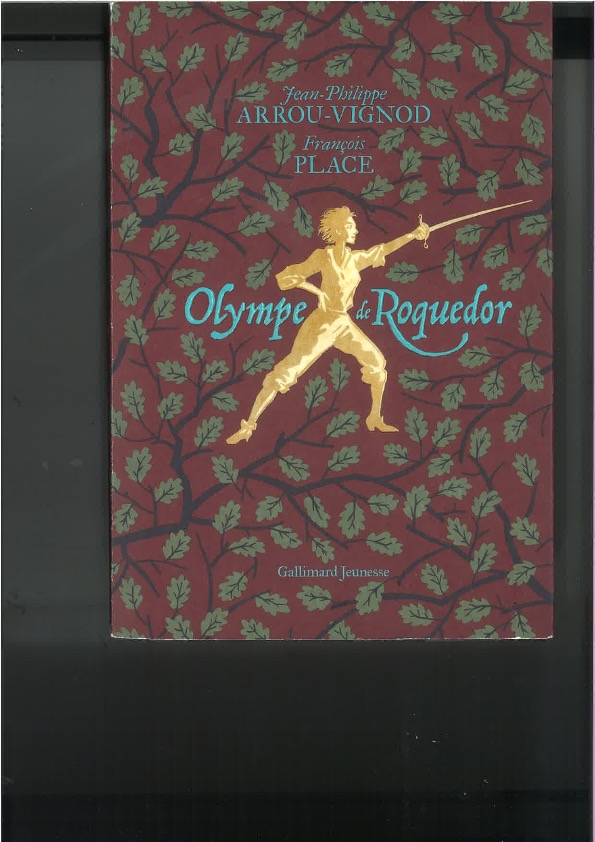 Jean-Philippe
ARROU-VIGNOD
François
PLACE
Olympe de Roquedor
Gallimard Jeunesse